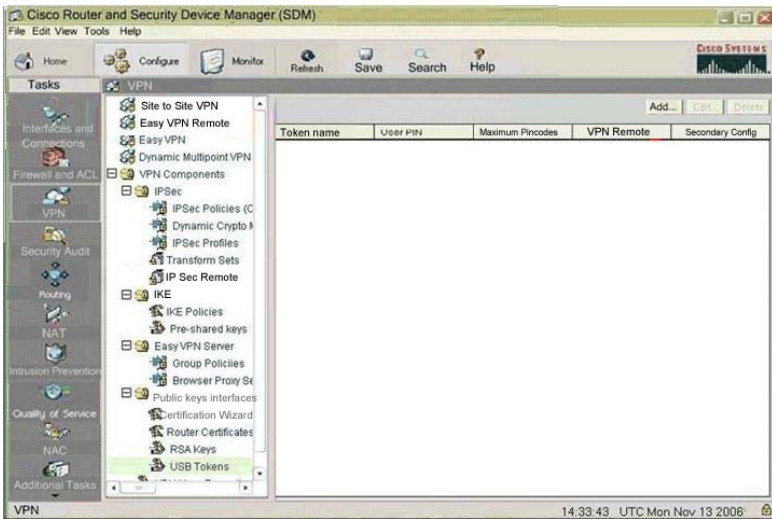 Cisco Router and Security Device Manager (SDM)
File Edit View Tools Help
Home
Configure
Monitor
Refresh
Save
Search
Help
CISCO SYSTEMS
Tasks
VPN
Interfaces and Connections
Firewall and ACL
VPN
Security Audit
Routing
NAT
Intrusion Prevention
Quality of Service
NAC
Additional Tasks
Site to Site VPN
Easy VPN Remote
Easy VPN
Dynamic Multipoint VPN
VPN Components
IPSec
IPSec Policies (C
Dynamic Crypto M
IPSec Profiles
Transform Sets
IP Sec Remote
IKE
IKE Policies
Pre-shared keys
Easy VPN Server
Group Policiies
Browser Proxy Se
Public keys interfaces
Certification Wizard
Router Certificates
RSA Keys
USB Tokens
Add... Edit... Delete
Token name User PIN Maximum Pincodes VPN Remote Secondary Config
VPN
14:33:43 UTC Mon Nov 13 2006